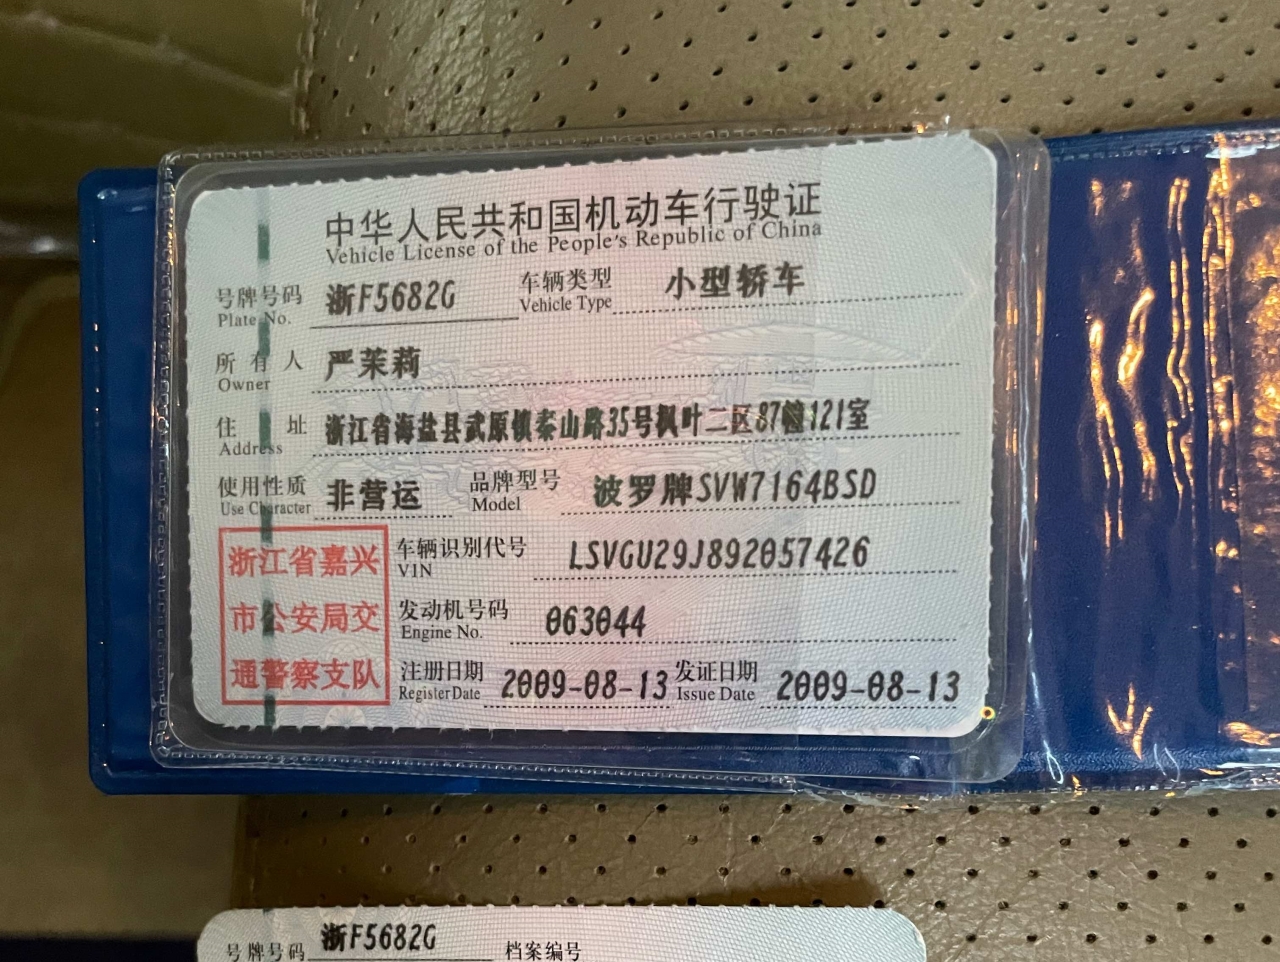 中华人民共和国机动车行驶证
Vehicle License of the People's Republic of China
号牌号码 浙F5682G 车辆类型 小型轿车
Plate No. Vehicle Type
所有人 严茉莉
Owner
住址 浙江省海盐县武原镇秦山路35号枫叶二区87幢121室
Address
使用性质 非营运 品牌型号 波罗牌SVW7164BSD
Use Character Model
浙江省嘉兴
市公安局交
通警察支队
车辆识别代号 LSVGU29J892057426
VIN
发动机号码 063044
Engine No.
注册日期 2009-08-13 发证日期 2009-08-13
Register Date Issue Date
号牌号码 浙F5682G 档案编号